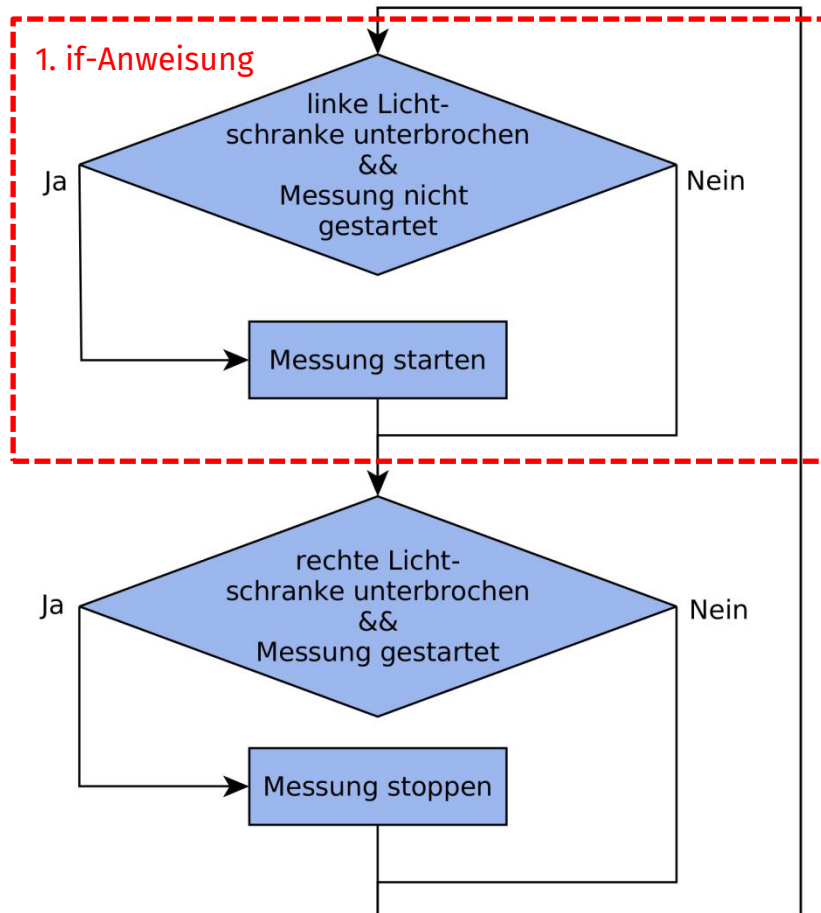 1. if-Anweisung
linke Licht-
schranke unterbrochen
&&
Messung nicht
gestartet
Ja
Nein
Messung starten
rechte Licht-
schranke unterbrochen
&&
Messung gestartet
Ja
Nein
Messung stoppen